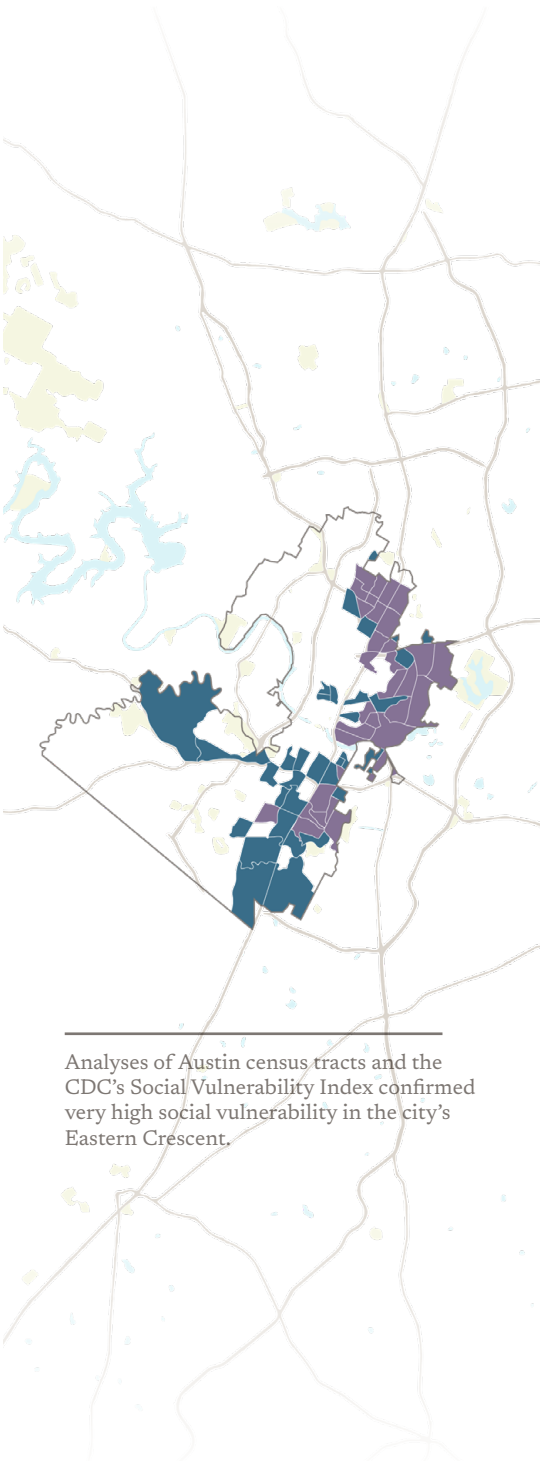 Analyses of Austin census tracts and the
CDC's Social Vulnerability Index confirmed
very high social vulnerability in the city's
Eastern Crescent.